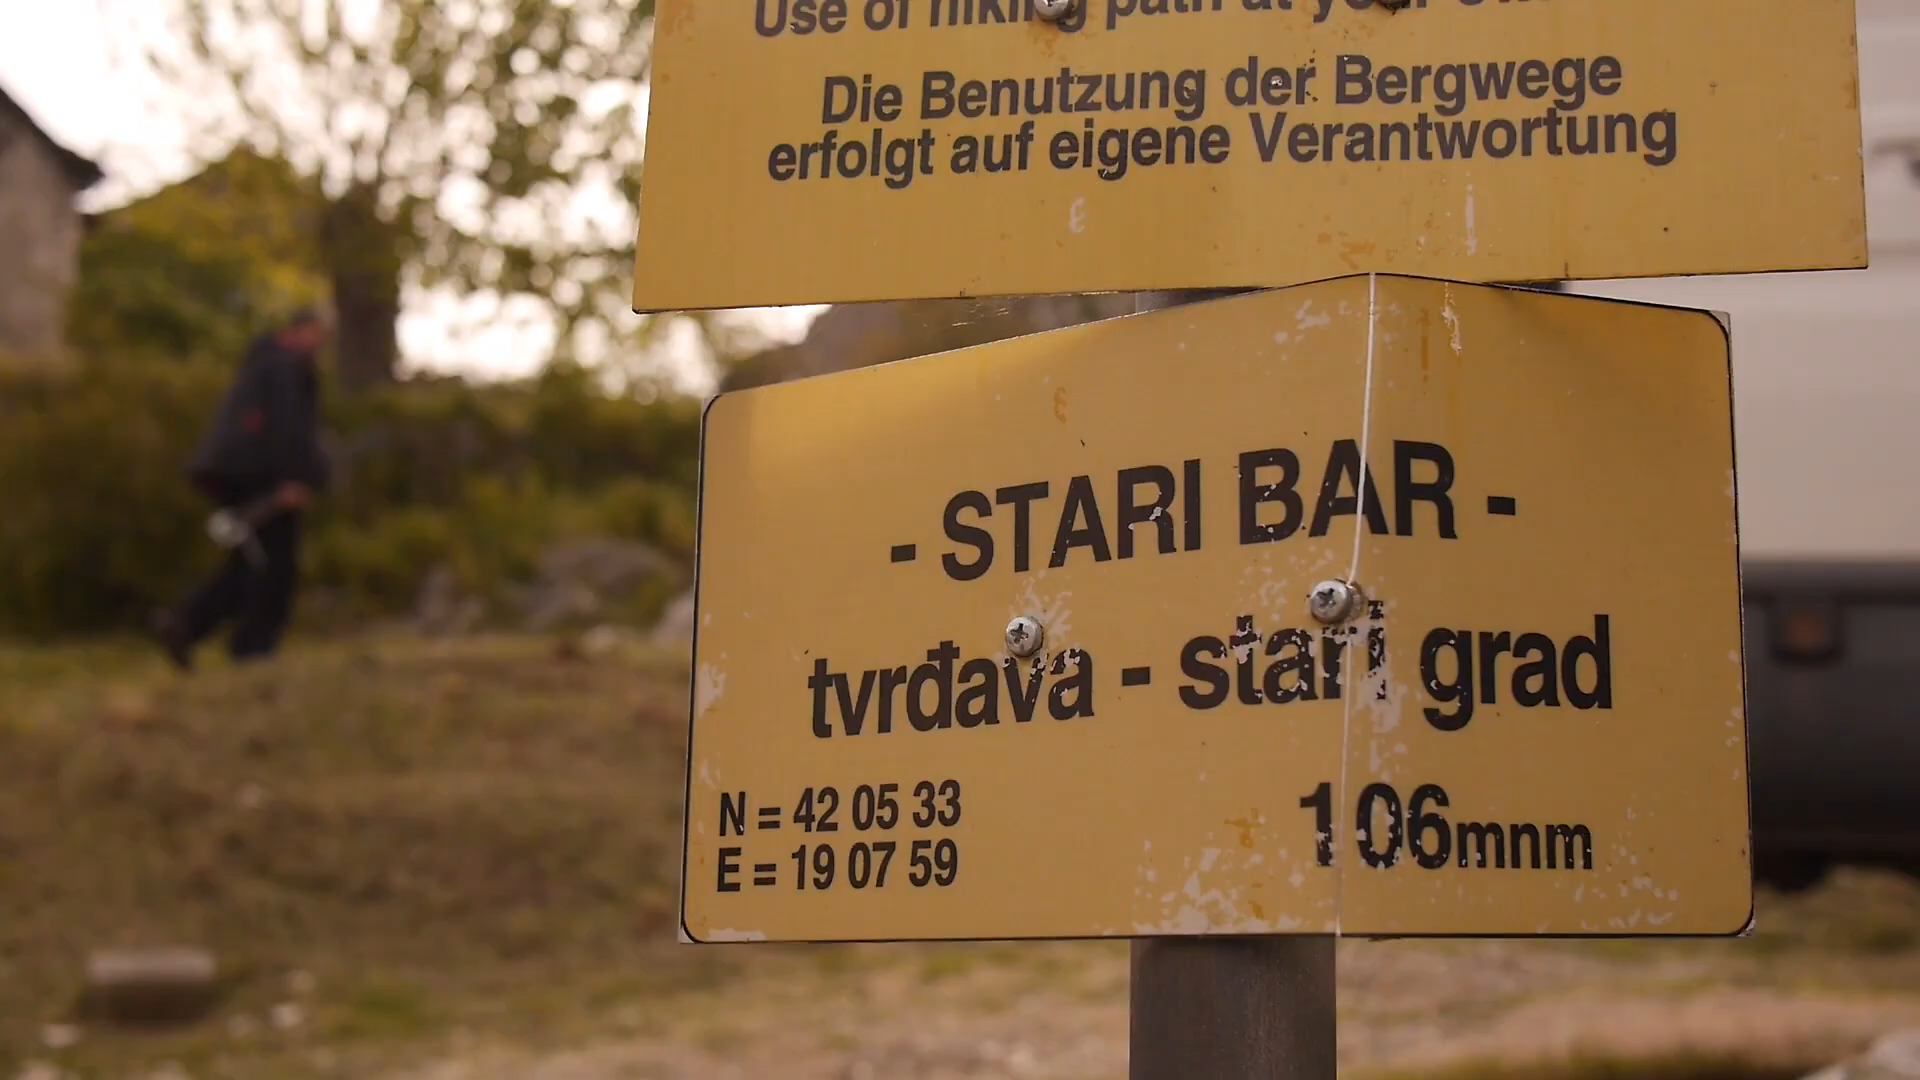 Use of hiking path at your own
Die Benutzung der Bergwege
erfolgt auf eigene Verantwortung
- STARI BAR -
tvrđava - stari grad
N = 42 05 33
E = 19 07 59
106mnm